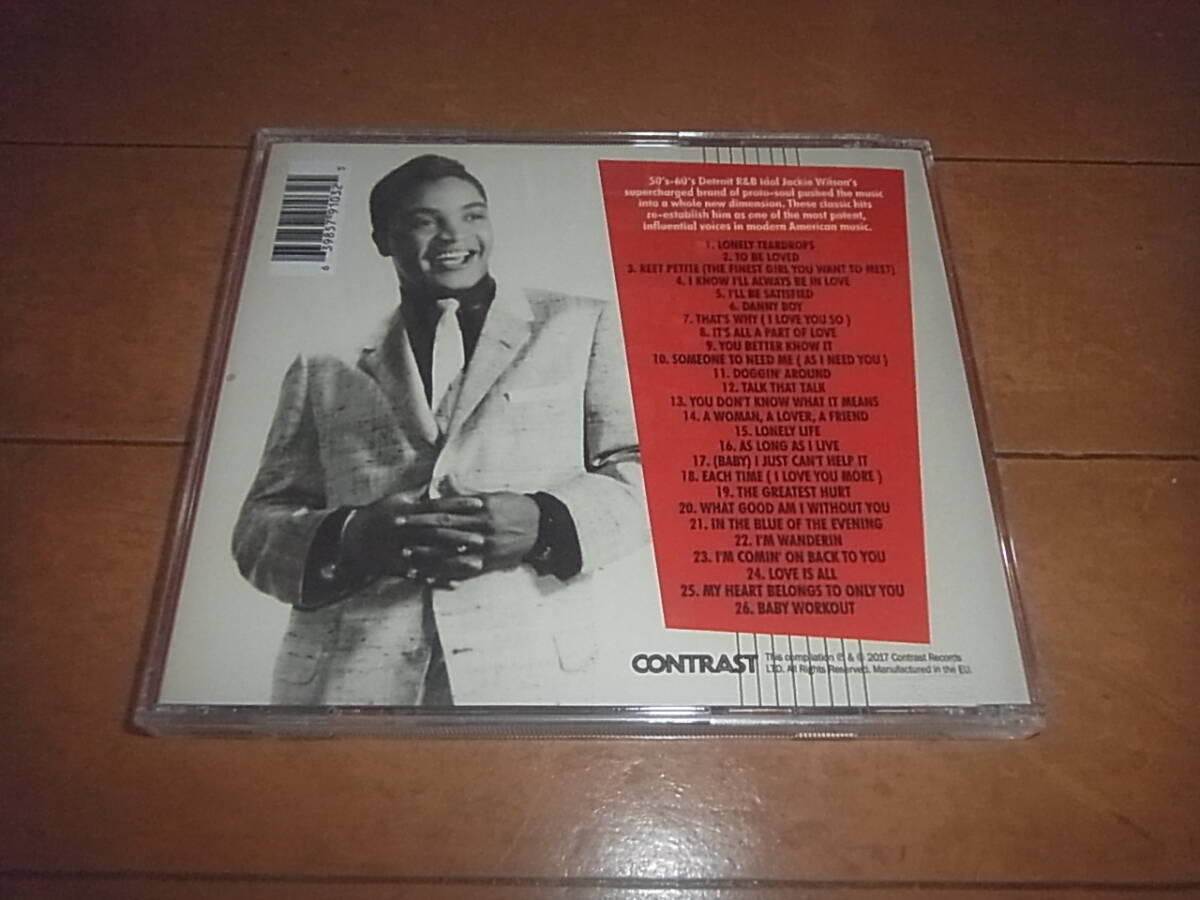 50's-60's Detroit R&B Idol Jackie Wilson's
supercharged brand of proto-soul pushed the music
into a whole new dimension. These classic hits
re-establish him as one of the most potent,
influential voices in modern American music.
1. LONELY TEARDROPS
2. TO BE LOVED
3. REET PETITE (THE FINEST GIRL YOU WANT TO MEET)
4. I KNOW I'LL ALWAYS BE IN LOVE
5. I'LL BE SATISFIED
6. DANNY BOY
7. THAT'S WHY ( I LOVE YOU SO )
8. IT'S ALL A PART OF LOVE
9. YOU BETTER KNOW IT
10. SOMEONE TO NEED ME ( AS I NEED YOU )
11. DOGGIN' AROUND
12. TALK THAT TALK
13. YOU DON'T KNOW WHAT IT MEANS
14. A WOMAN, A LOVER, A FRIEND
15. LONELY LIFE
16. AS LONG AS I LIVE
17. (BABY) I JUST CAN'T HELP IT
18. EACH TIME ( I LOVE YOU MORE )
19. THE GREATEST HURT
20. WHAT GOOD AM I WITHOUT YOU
21. IN THE BLUE OF THE EVENING
22. I'M WANDERIN
23. I'M COMIN' ON BACK TO YOU
24. LOVE IS ALL
25. MY HEART BELONGS TO ONLY YOU
26. BABY WORKOUT
CONTRAST
This compilation ℗ & © 2017 Contrast Records
LTD. All Rights Reserved. Manufactured in the EU.
6 39857 91032 5